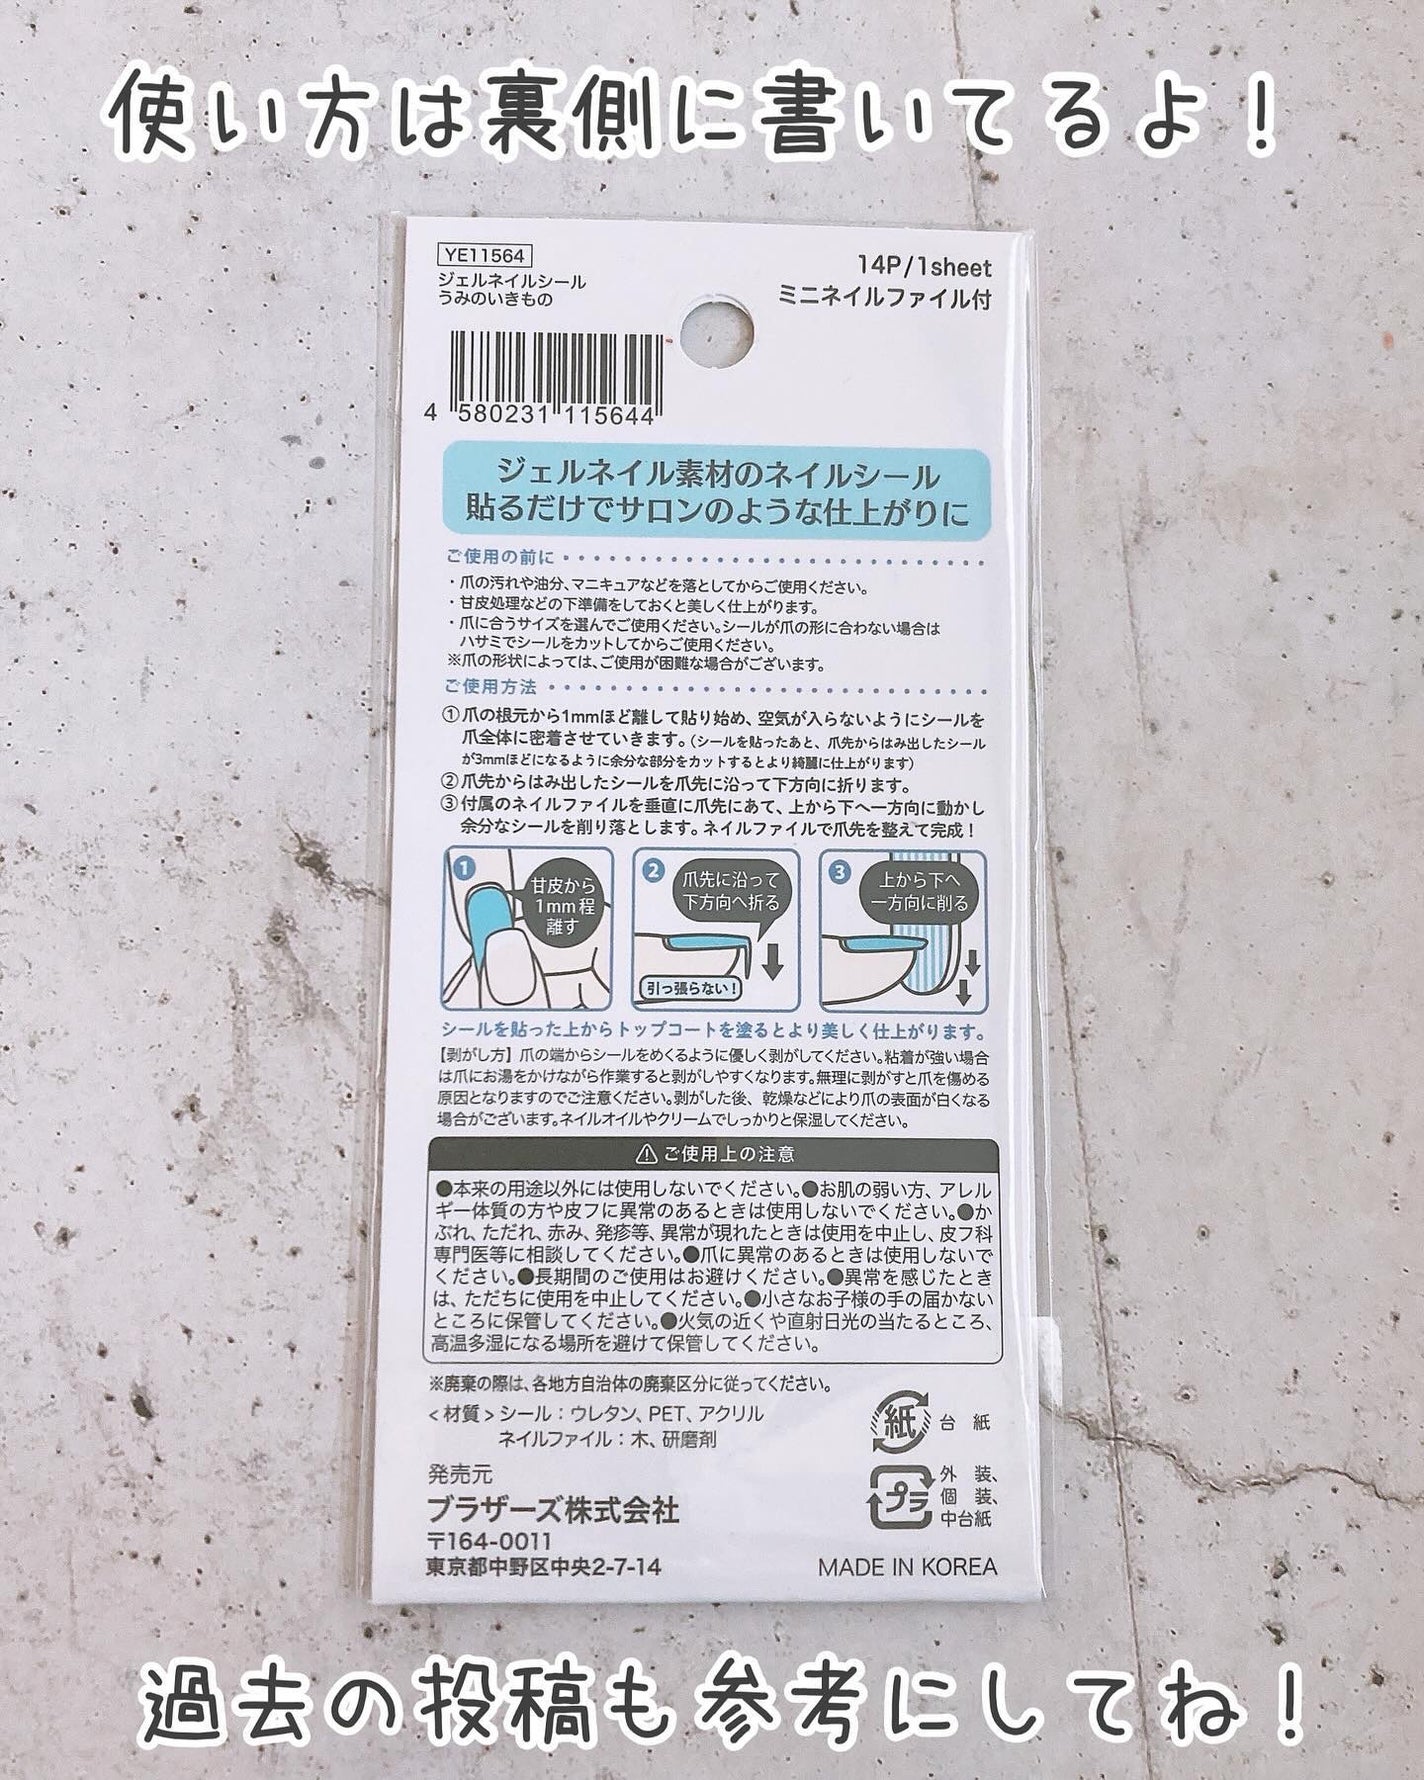 使い方は裏側に書いてるよ！
YE11564
ジェルネイルシール
うみのいきもの
14P/1sheet
ミニネイルファイル付
4 580231 115644
ジェルネイル素材のネイルシール
貼るだけでサロンのような仕上がりに
ご使用の前に
・爪の汚れや油分、マニキュアなどを落としてからご使用ください。
・甘皮処理などの下準備をしておくと美しく仕上がります。
・爪に合うサイズを選んでご使用ください。シールが爪の形に合わない場合は
ハサミでシールをカットしてからご使用ください。
※爪の形状によっては、ご使用が困難な場合がございます。
ご使用方法
①爪の根元から1mmほど離して貼り始め、空気が入らないようにシールを
爪全体に密着させていきます。（シールを貼ったあと、爪先からはみ出したシール
が3mmほどになるように余分な部分をカットするとより綺麗に仕上がります）
②爪先からはみ出したシールを爪先に沿って下方向に折ります。
③付属のネイルファイルを垂直に爪先にあて、上から下へ一方向に動かし
余分なシールを削り落とします。ネイルファイルで爪先を整えて完成！
1
甘皮から
1mm程
離す
2
爪先に沿って
下方向へ折る
引っ張らない！
3
上から下へ
一方向に削る
シールを貼った上からトップコートを塗るとより美しく仕上がります。
【剥がし方】爪の端からシールをめくるように優しく剥がしてください。粘着が強い場合
は爪にお湯をかけながら作業すると剥がしやすくなります。無理に剥がすと爪を傷める
原因となりますのでご注意ください。剥がした後、乾燥などにより爪の表面が白くなる
場合がございます。ネイルオイルやクリームでしっかりと保湿してください。
⚠ご使用上の注意
●本来の用途以外には使用しないでください。●お肌の弱い方、アレル
ギー体質の方や皮フに異常のあるときは使用しないでください。●か
ぶれ、ただれ、赤み、発疹等、異常が現れたときは使用を中止し、皮フ科
専門医等に相談してください。●爪に異常のあるときは使用しないで
ください。●長期間のご使用はお避けください。●異常を感じたとき
は、ただちに使用を中止してください。●小さなお子様の手の届かない
ところに保管してください。●火気の近くや直射日光の当たるところ、
高温多湿になる場所を避けて保管してください。
※廃棄の際は、各地方自治体の廃棄区分に従ってください。
<材質>シール：ウレタン、PET、アクリル
ネイルファイル：木、研磨剤
紙 台 紙
プラ 外 装、
個 装、
中台紙
発売元
ブラザーズ株式会社
〒164-0011
東京都中野区中央2-7-14
MADE IN KOREA
過去の投稿も参考にしてね！